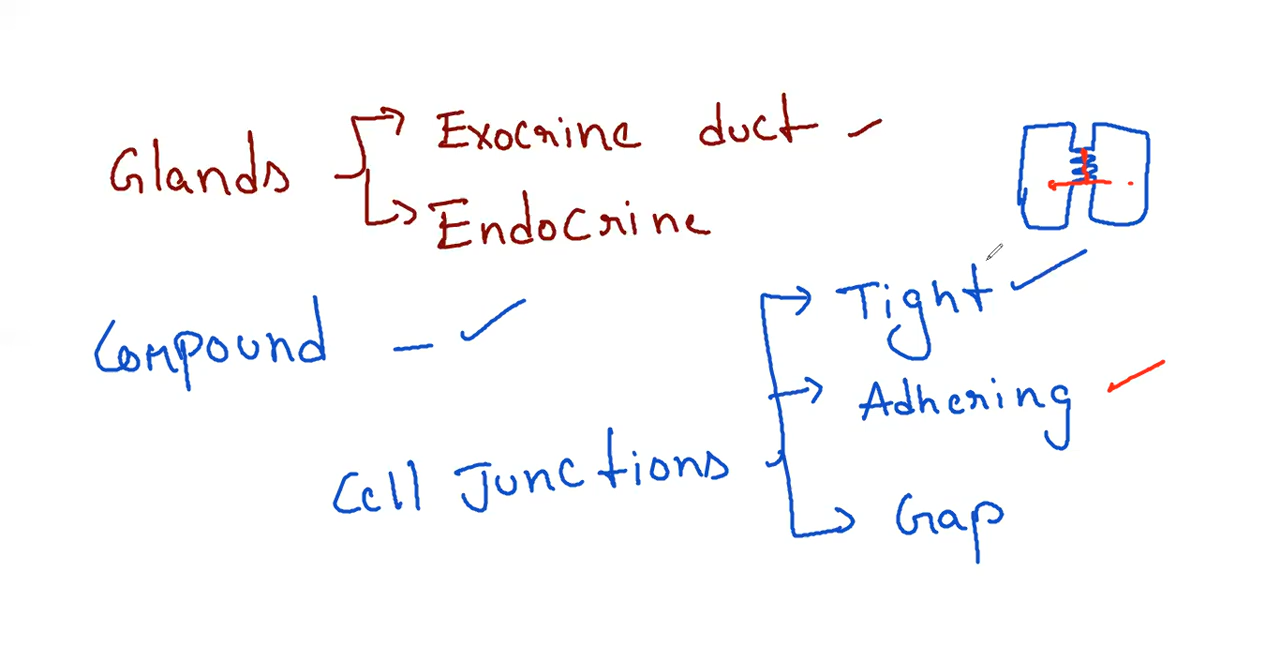 Glands
Exocrine duct
Endocrine
Compound -
Cell Junctions
Tight
Adhering
Gap